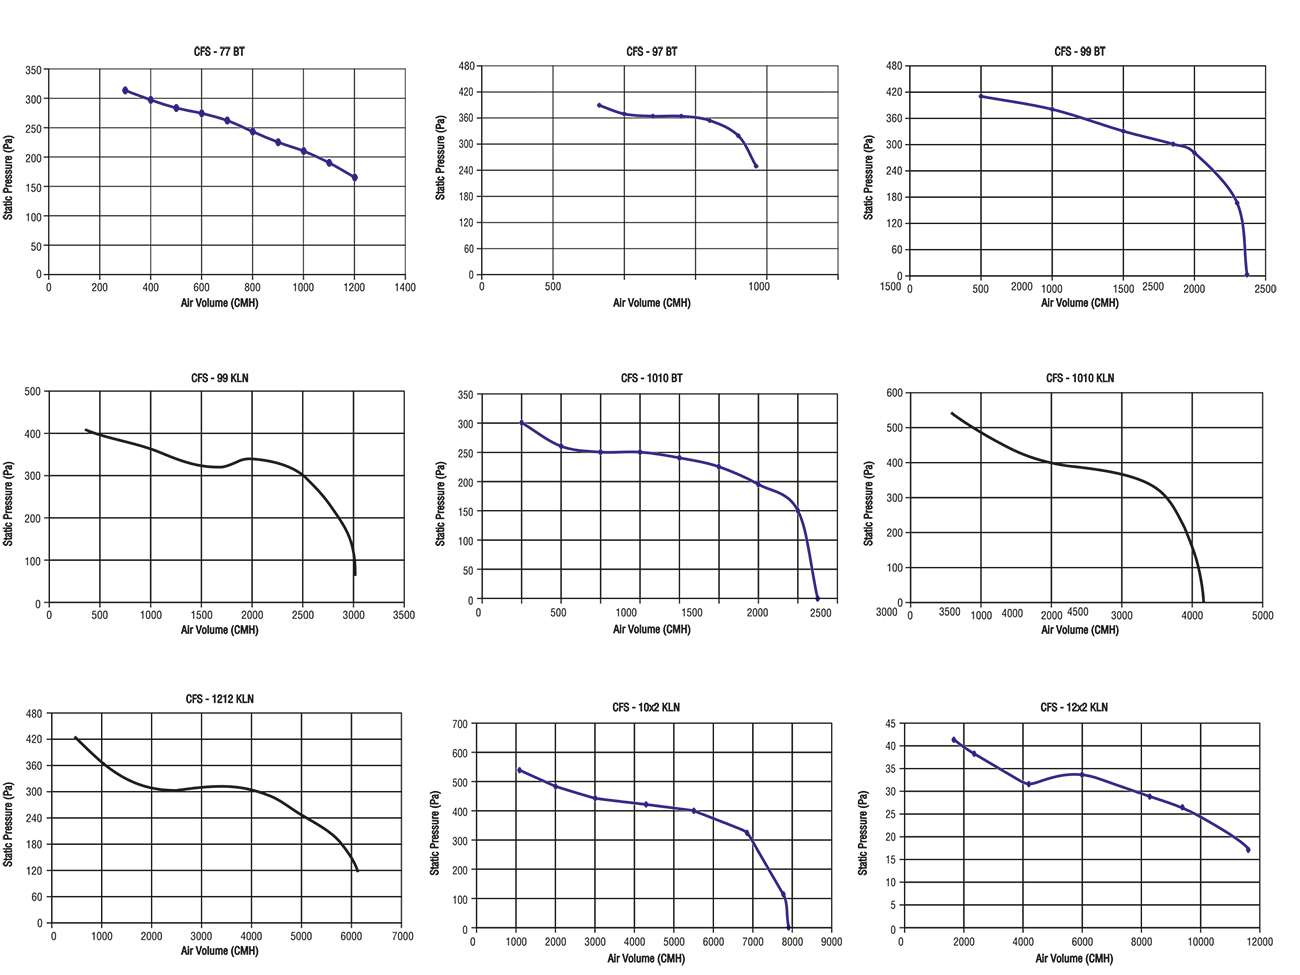 CFS - 77 BT
350
300
250
200
150
100
50
0
Static Pressure (Pa)
0 200 400 600 800 1000 1200 1400
Air Volume (CMH)
CFS - 97 BT
480
420
360
300
240
180
120
60
0
Static Pressure (Pa)
0 500 1000
Air Volume (CMH)
CFS - 99 BT
480
420
360
300
240
180
120
60
0
Static Pressure (Pa)
1500 0 500 2000 1000 1500 2500 2000 2500
Air Volume (CMH)
CFS - 99 KLN
500
400
300
200
100
0
Static Pressure (Pa)
0 500 1000 1500 2000 2500 3000 3500
Air Volume (CMH)
CFS - 1010 BT
350
300
250
200
150
100
50
0
Static Pressure (Pa)
0 500 1000 1500 2000 2500
Air Volume (CMH)
CFS - 1010 KLN
600
500
400
300
200
100
0
Static Pressure (Pa)
3000 0 3500 1000 4000 2000 4500 3000 4000 5000
Air Volume (CMH)
CFS - 1212 KLN
480
420
360
300
240
180
120
60
0
Static Pressure (Pa)
0 1000 2000 3000 4000 5000 6000 7000
Air Volume (CMH)
CFS - 10x2 KLN
700
600
500
400
300
200
100
0
Static Pressure (Pa)
0 1000 2000 3000 4000 5000 6000 7000 8000 9000
Air Volume (CMH)
CFS - 12x2 KLN
45
40
35
30
25
20
15
10
5
0
Static Pressure (Pa)
0 2000 4000 6000 8000 10000 12000
Air Volume (CMH)